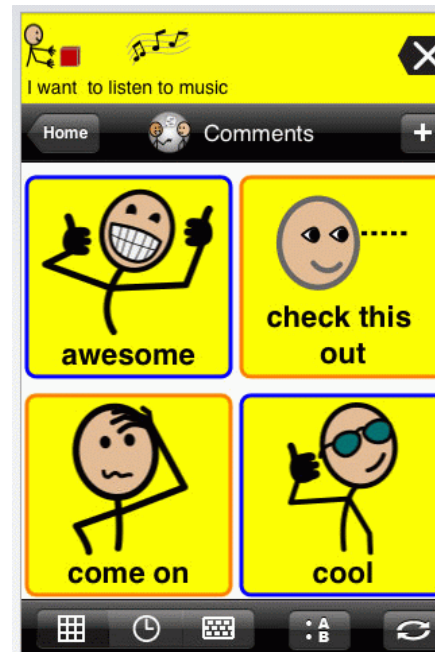 I want  to listen to music
Home
Comments
+
awesome
check this
out
come on
cool
A
B